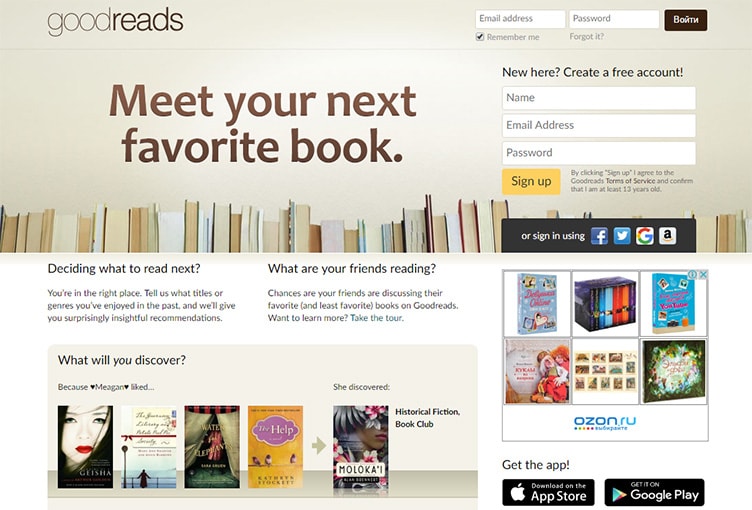 goodreads
Email address
Password
Войти
Remember me
Forgot it?
Meet your next
favorite book.
New here? Create a free account!
Name
Email Address
Password
Sign up
By clicking "Sign up" I agree to the
Goodreads Terms of Service and confirm
that I am at least 13 years old.
or sign in using
Deciding what to read next?
You're in the right place. Tell us what titles or
genres you've enjoyed in the past, and we'll give
you surprisingly insightful recommendations.
What are your friends reading?
Chances are your friends are discussing their
favorite (and least favorite) books on Goodreads.
Want to learn more? Take the tour.
What will you discover?
Because ♥Meagan♥ liked…
She discovered:
GEISHA
Society
WATER
for
ELEPHANTS
SARA GRUEN
The Help
KATHRYN
STOCKETT
MOLOKA'I
ALAN BRENNERT
Historical Fiction,
Book Club
КУКЛЫ
ozon.ru
выбирайте
Get the app!
Download on the
App Store
GET IT ON
Google Play